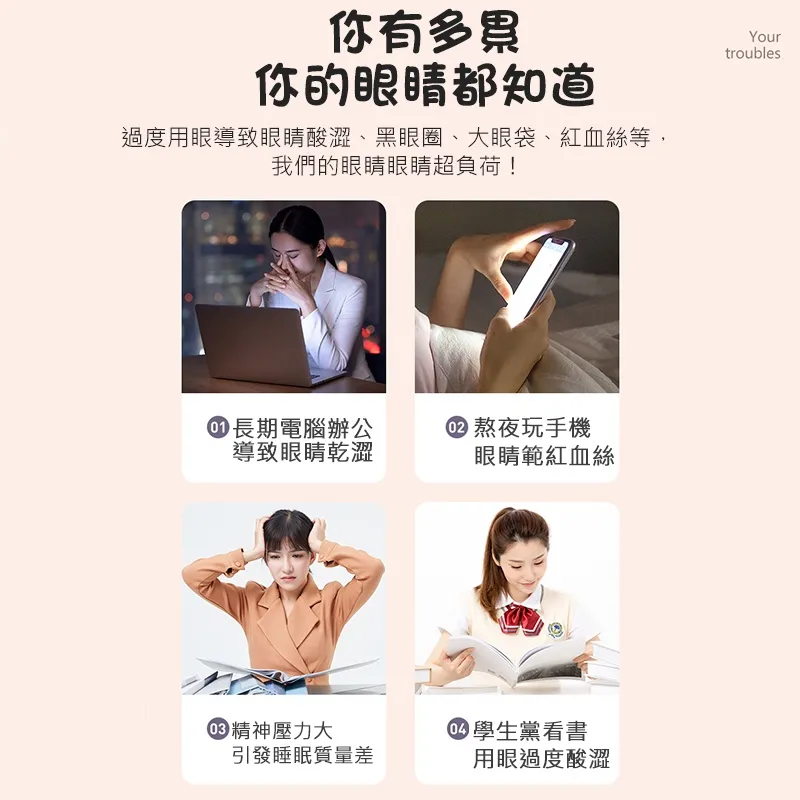 你有多累
你的眼睛都知道
Your
troubles
過度用眼導致眼睛酸澀、黑眼圈、大眼袋、紅血絲等，
我們的眼睛眼睛超負荷！
01 長期電腦辦公
導致眼睛乾澀
02 熬夜玩手機
眼睛範紅血絲
03 精神壓力大
引發睡眠質量差
04 學生黨看書
用眼過度酸澀